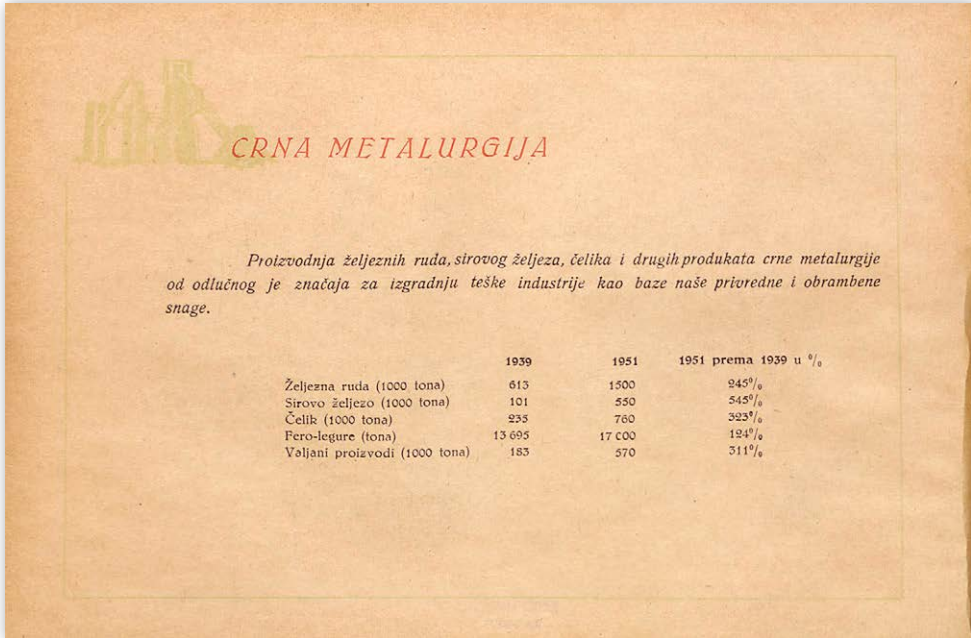 CRNA METALURGIJA
Proizvodnja željeznih ruda, sirovog željeza, čelika i drugih produkata crne metalurgije
od odlučnog je značaja za izgradnju teške industrije kao baze naše privredne i obrambene
snage.
1939 1951 1951 prema 1939 u %
Željezna ruda (1000 tona) 613 1500 245%
Sirovo željezo (1000 tona) 101 550 545%
Čelik (1000 tona) 235 760 323%
Fero-legure (tona) 13 695 17 000 124%
Valjani proizvodi (1000 tona) 183 570 311%